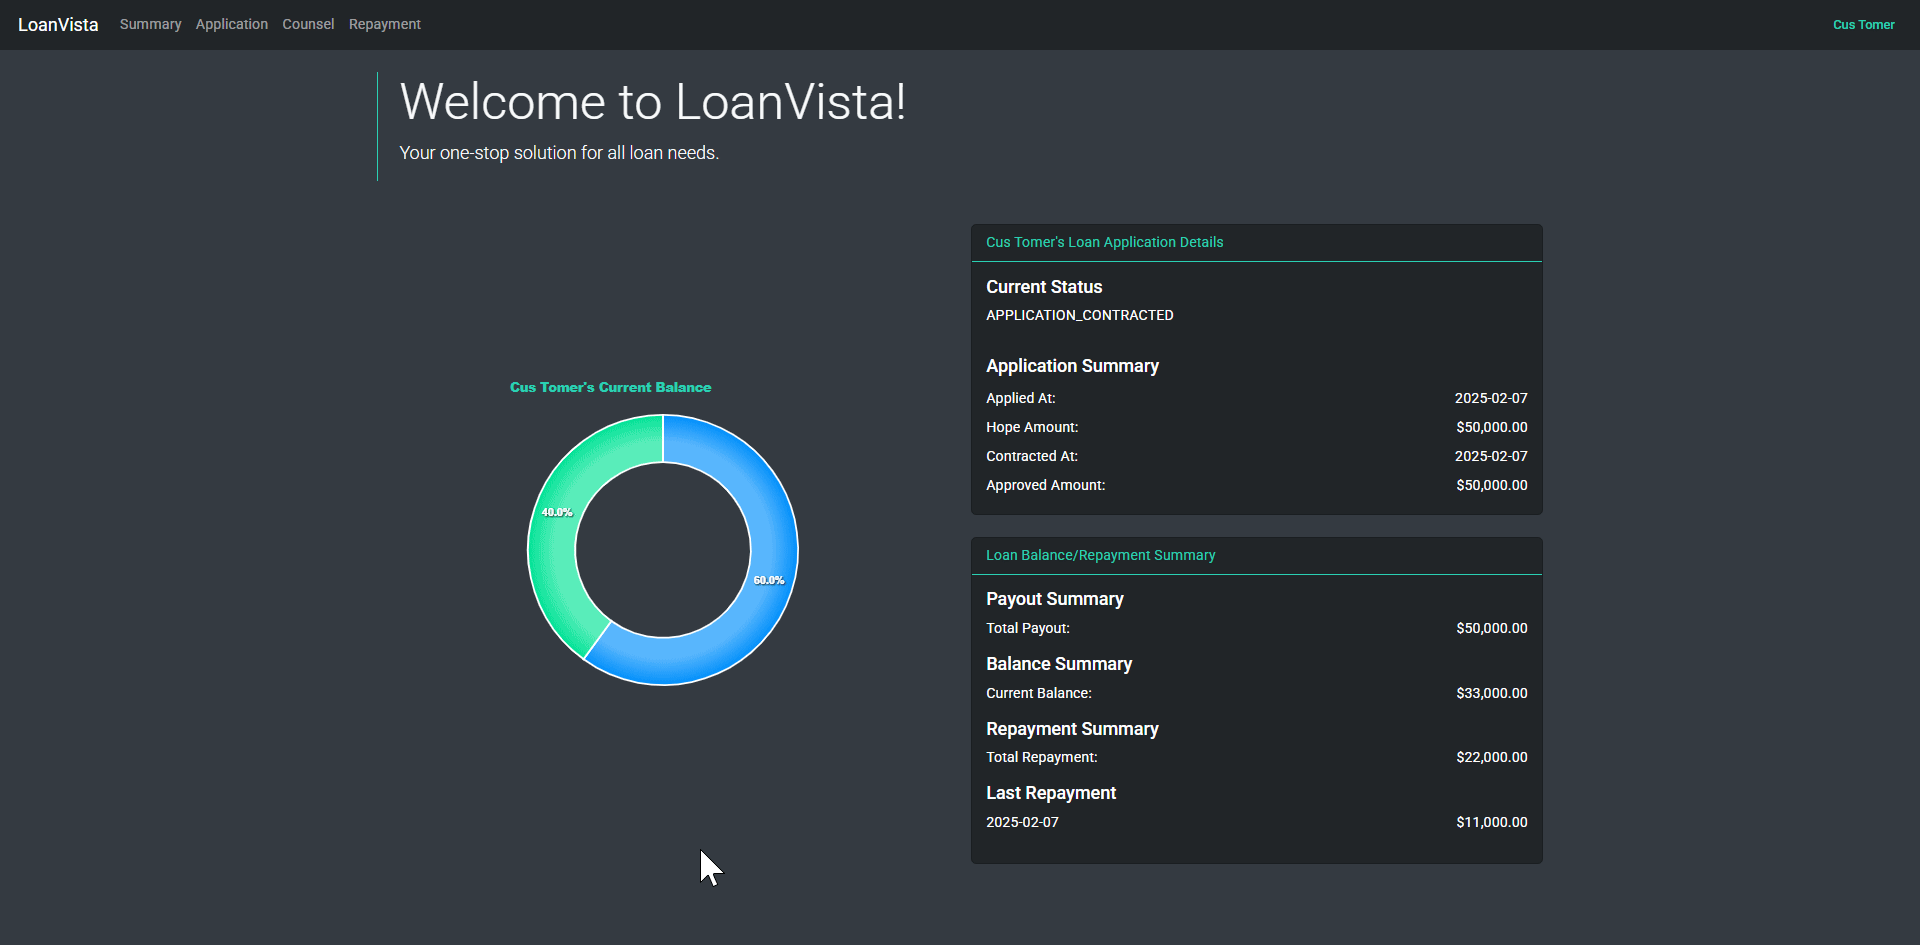 LoanVista Summary Application Counsel Repayment Cus Tomer
Welcome to LoanVista!
Your one-stop solution for all loan needs.
Cus Tomer's Current Balance
40.0%
60.0%
Cus Tomer's Loan Application Details
Current Status
APPLICATION_CONTRACTED
Application Summary
Applied At: 2025-02-07
Hope Amount: $50,000.00
Contracted At: 2025-02-07
Approved Amount: $50,000.00
Loan Balance/Repayment Summary
Payout Summary
Total Payout: $50,000.00
Balance Summary
Current Balance: $33,000.00
Repayment Summary
Total Repayment: $22,000.00
Last Repayment
2025-02-07 $11,000.00